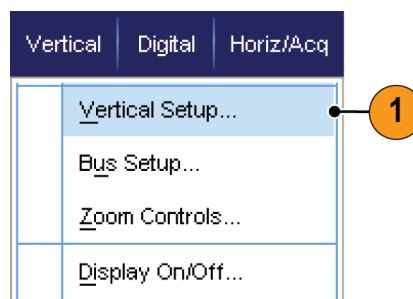 Vertical Digital Horiz/Acq
Vertical Setup... 1
Bus Setup...
Zoom Controls...
Display On/Off...